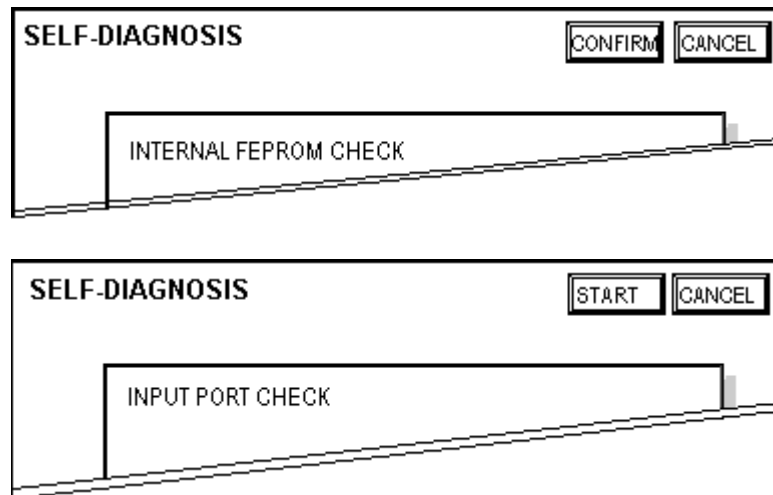 SELF-DIAGNOSIS CONFIRM CANCEL
INTERNAL FEPROM CHECK
SELF-DIAGNOSIS START CANCEL
INPUT PORT CHECK